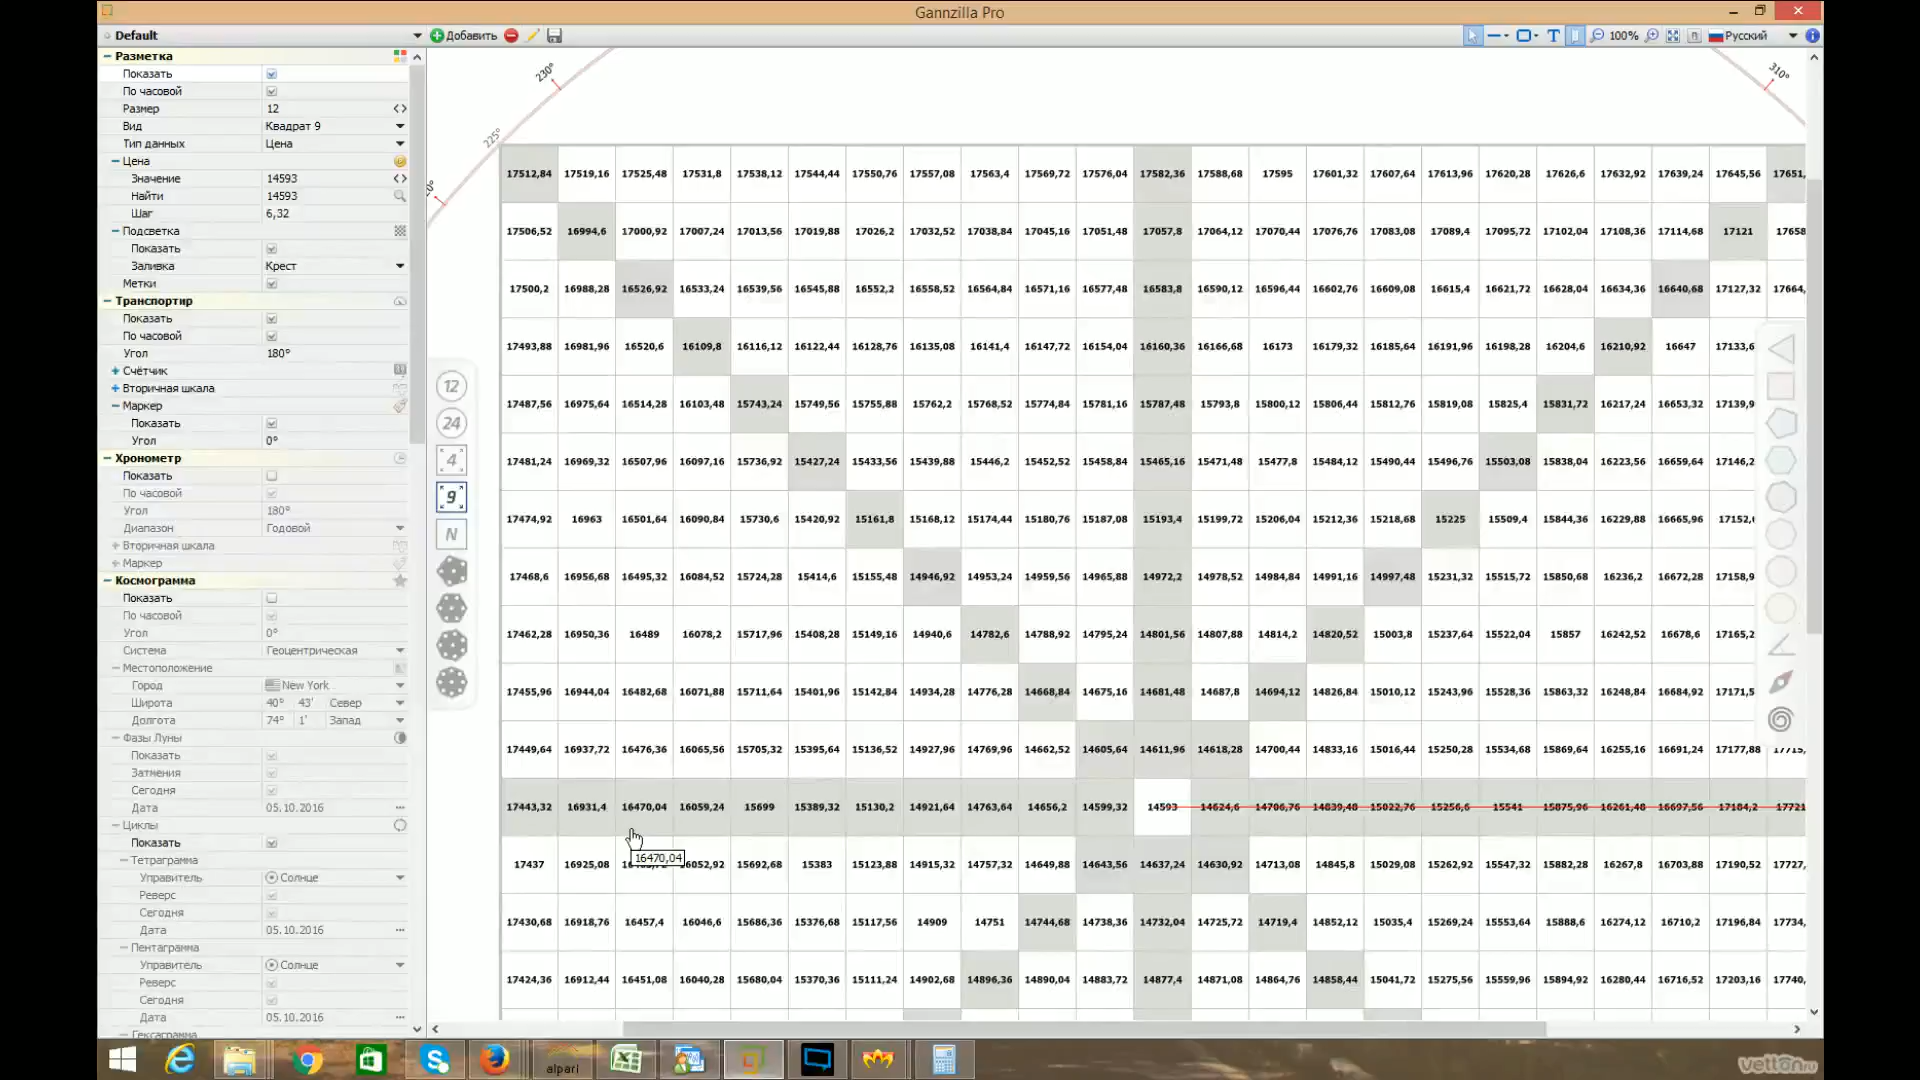 Gannzilla Pro
Default
Добавить
100%
Русский
Разметка
Показать
По часовой
Размер 12
Вид Квадрат 9
Тип данных Цена
Цена
Значение 14593
Найти 14593
Шаг 6,32
Подсветка
Показать
Заливка Крест
Метки
Транспортир
Показать
По часовой
Угол 180°
Счётчик
Вторичная шкала
Маркер
Показать
Угол 0°
Хронометр
Показать
По часовой
Угол 180°
Диапазон Годовой
Вторичная шкала
Маркер
Космограмма
Показать
По часовой
Угол 0°
Система Геоцентрическая
Местоположение
Город New York
Широта 40° 43' Север
Долгота 74° 1' Запад
Фазы Луны
Показать
Затмения
Сегодня
Дата 05.10.2016
Циклы
Показать
Тетраграмма
Управитель Солнце
Реверс
Сегодня
Дата 05.10.2016
Пентаграмма
Управитель Солнце
Реверс
Сегодня
Дата 05.10.2016
Гексаграмма
12
24
4
9
N
230°
225°
310°
17512,84 17519,16 17525,48 17531,8 17538,12 17544,44 17550,76 17557,08 17563,4 17569,72 17576,04 17582,36 17588,68 17595 17601,32 17607,64 17613,96 17620,28 17626,6 17632,92 17639,24 17645,56 17651,
17506,52 16994,6 17000,92 17007,24 17013,56 17019,88 17026,2 17032,52 17038,84 17045,16 17051,48 17057,8 17064,12 17070,44 17076,76 17083,08 17089,4 17095,72 17102,04 17108,36 17114,68 17121 17658
17500,2 16988,28 16526,92 16533,24 16539,56 16545,88 16552,2 16558,52 16564,84 16571,16 16577,48 16583,8 16590,12 16596,44 16602,76 16609,08 16615,4 16621,72 16628,04 16634,36 16640,68 17127,32 17664,
17493,88 16981,96 16520,6 16109,8 16116,12 16122,44 16128,76 16135,08 16141,4 16147,72 16154,04 16160,36 16166,68 16173 16179,32 16185,64 16191,96 16198,28 16204,6 16210,92 16647 17133,6
17487,56 16975,64 16514,28 16103,48 15743,24 15749,56 15755,88 15762,2 15768,52 15774,84 15781,16 15787,48 15793,8 15800,12 15806,44 15812,76 15819,08 15825,4 15831,72 16217,24 16653,32 17139,9
17481,24 16969,32 16507,96 16097,16 15736,92 15427,24 15433,56 15439,88 15446,2 15452,52 15458,84 15465,16 15471,48 15477,8 15484,12 15490,44 15496,76 15503,08 15838,04 16223,56 16659,64 17146,2
17474,92 16963 16501,64 16090,84 15730,6 15420,92 15161,8 15168,12 15174,44 15180,76 15187,08 15193,4 15199,72 15206,04 15212,36 15218,68 15225 15509,4 15844,36 16229,88 16665,96 17152,
17468,6 16956,68 16495,32 16084,52 15724,28 15414,6 15155,48 14946,92 14953,24 14959,56 14965,88 14972,2 14978,52 14984,84 14991,16 14997,48 15231,32 15515,72 15850,68 16236,2 16672,28 17158,9
17462,28 16950,36 16489 16078,2 15717,96 15408,28 15149,16 14940,6 14782,6 14788,92 14795,24 14801,56 14807,88 14814,2 14820,52 15003,8 15237,64 15522,04 15857 16242,52 16678,6 17165,2
17455,96 16944,04 16482,68 16071,88 15711,64 15401,96 15142,84 14934,28 14776,28 14668,84 14675,16 14681,48 14687,8 14694,12 14826,84 15010,12 15243,96 15528,36 15863,32 16248,84 16684,92 17171,5
17449,64 16937,72 16476,36 16065,56 15705,32 15395,64 15136,52 14927,96 14769,96 14662,52 14605,64 14611,96 14618,28 14700,44 14833,16 15016,44 15250,28 15534,68 15869,64 16255,16 16691,24 17177,88 17715,
17443,32 16931,4 16470,04 16059,24 15699 15389,32 15130,2 14921,64 14763,64 14656,2 14599,32 14593 14624,6 14706,76 14839,48 15022,76 15256,6 15541 15875,96 16261,48 16697,56 17184,2 17721
17437 16925,08 16052,92 15692,68 15383 15123,88 14915,32 14757,32 14649,88 14643,56 14637,24 14630,92 14713,08 14845,8 15029,08 15262,92 15547,32 15882,28 16267,8 16703,88 17190,52 17727,
16470,04
17430,68 16918,76 16457,4 16046,6 15686,36 15376,68 15117,56 14909 14751 14744,68 14738,36 14732,04 14725,72 14719,4 14852,12 15035,4 15269,24 15553,64 15888,6 16274,12 16710,2 17196,84 17734,
17424,36 16912,44 16451,08 16040,28 15680,04 15370,36 15111,24 14902,68 14896,36 14890,04 14883,72 14877,4 14871,08 14864,76 14858,44 15041,72 15275,56 15559,96 15894,92 16280,44 16716,52 17203,16 17740,
alpari
vetton.ru